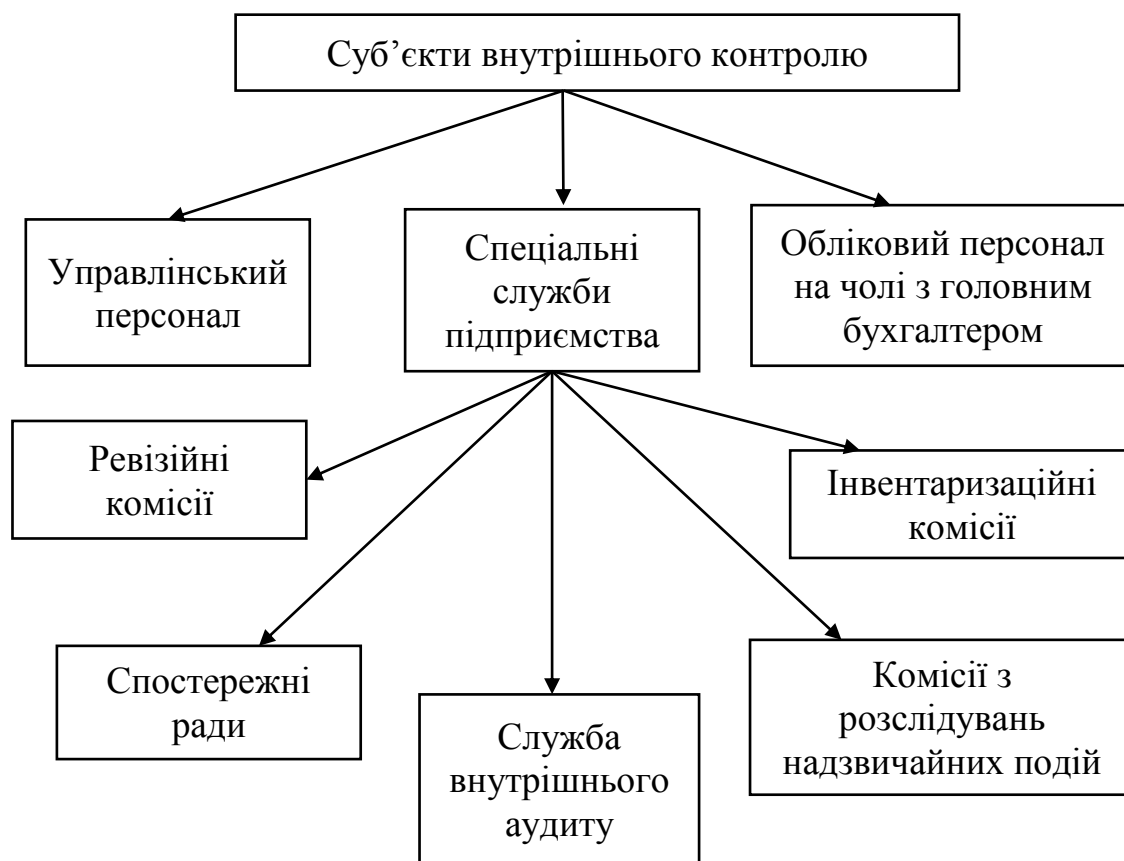 Суб’єкти внутрішнього контролю
Управлінський
персонал
Спеціальні
служби
підприємства
Обліковий персонал
на чолі з головним
бухгалтером
Ревізійні
комісії
Інвентаризаційні
комісії
Спостережні
ради
Служба
внутрішнього
аудиту
Комісії з
розслідувань
надзвичайних подій